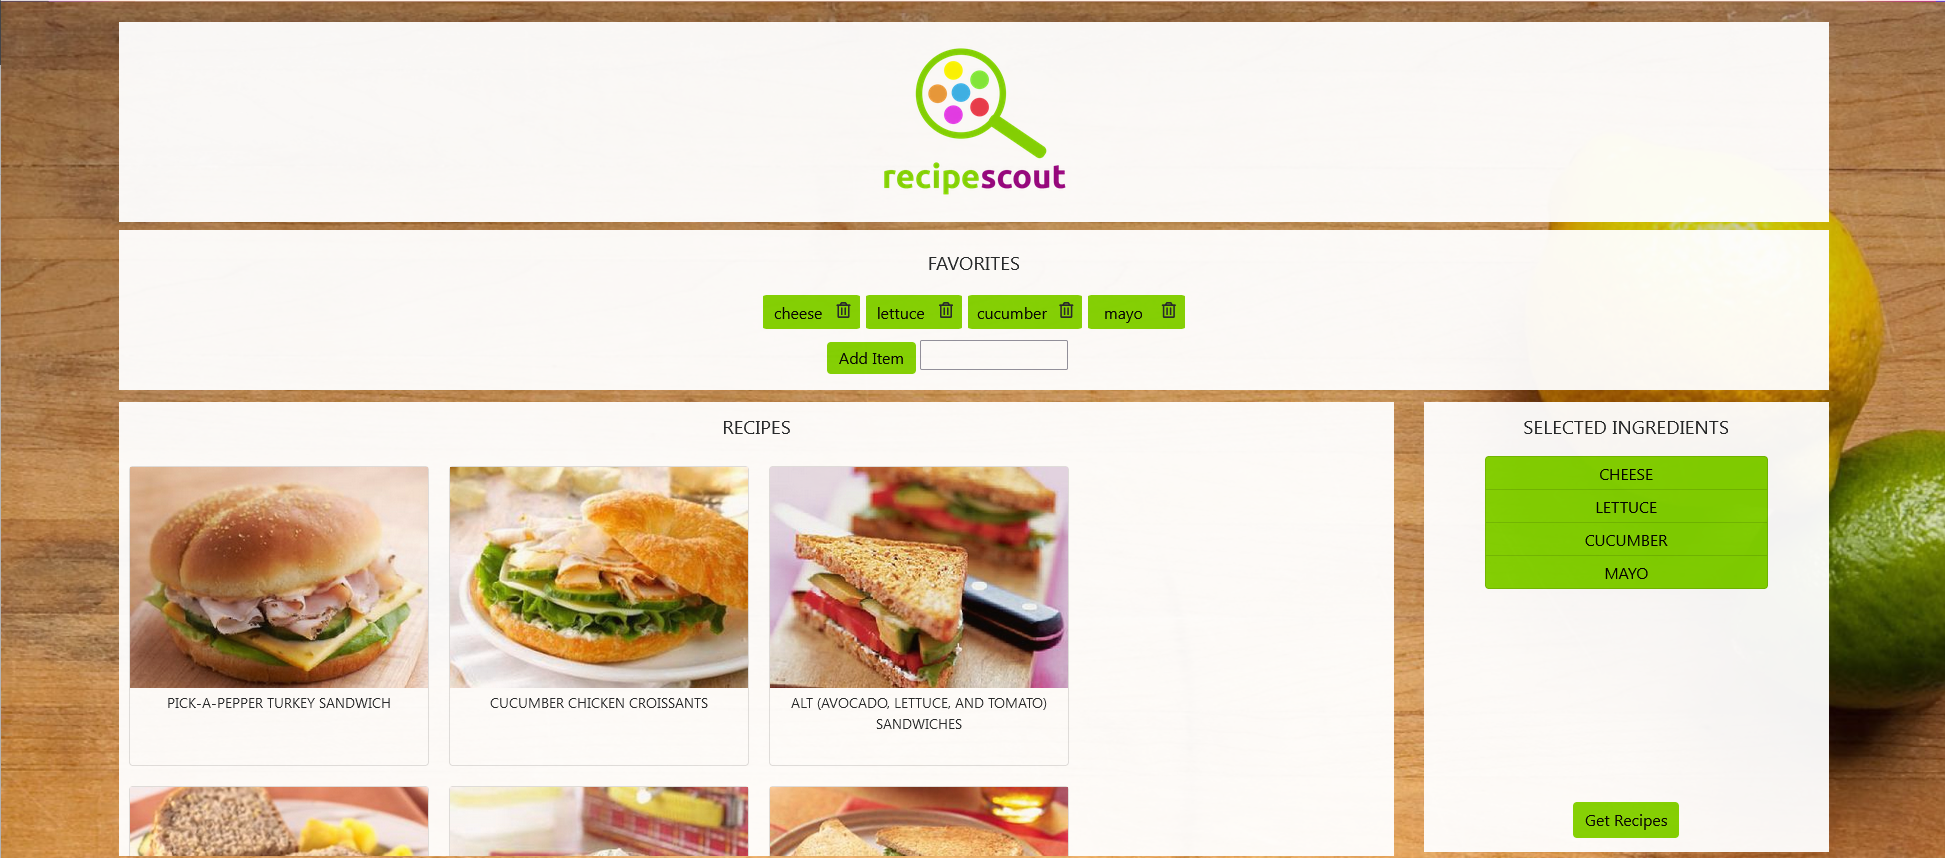 recipescout
FAVORITES
cheese
lettuce
cucumber
mayo
Add Item
RECIPES
PICK-A-PEPPER TURKEY SANDWICH
CUCUMBER CHICKEN CROISSANTS
ALT (AVOCADO, LETTUCE, AND TOMATO)
SANDWICHES
SELECTED INGREDIENTS
CHEESE
LETTUCE
CUCUMBER
MAYO
Get Recipes